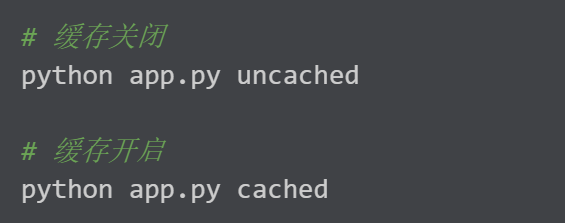 # 缓存关闭
python app.py uncached
# 缓存开启
python app.py cached